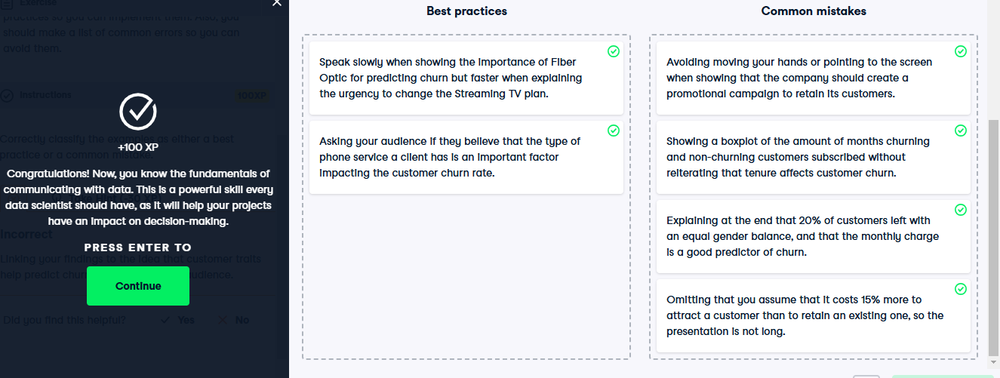 Exercise
practices so you can implement them. Also, you
should make a list of common errors so you can
avoid them.
Instructions
100XP
Correctly classify the examples as either a best
practice or a common mistake.
+100 XP
Congratulations! Now, you know the fundamentals of
communicating with data. This is a powerful skill every
data scientist should have, as it will help your projects
have an impact on decision-making.
Incorrect
PRESS ENTER TO
Linking your findings to the idea that customer traits
help predict
Continue
Did you find this helpful?
Yes
No
Best practices
Speak slowly when showing the importance of Fiber
Optic for predicting churn but faster when explaining
the urgency to change the Streaming TV plan.
Asking your audience if they believe that the type of
phone service a client has is an important factor
impacting the customer churn rate.
Common mistakes
Avoiding moving your hands or pointing to the screen
when showing that the company should create a
promotional campaign to retain its customers.
Showing a boxplot of the amount of months churning
and non-churning customers subscribed without
reiterating that tenure affects customer churn.
Explaining at the end that 20% of customers left with
an equal gender balance, and that the monthly charge
is a good predictor of churn.
Omitting that you assume that it costs 15% more to
attract a customer than to retain an existing one, so the
presentation is not long.